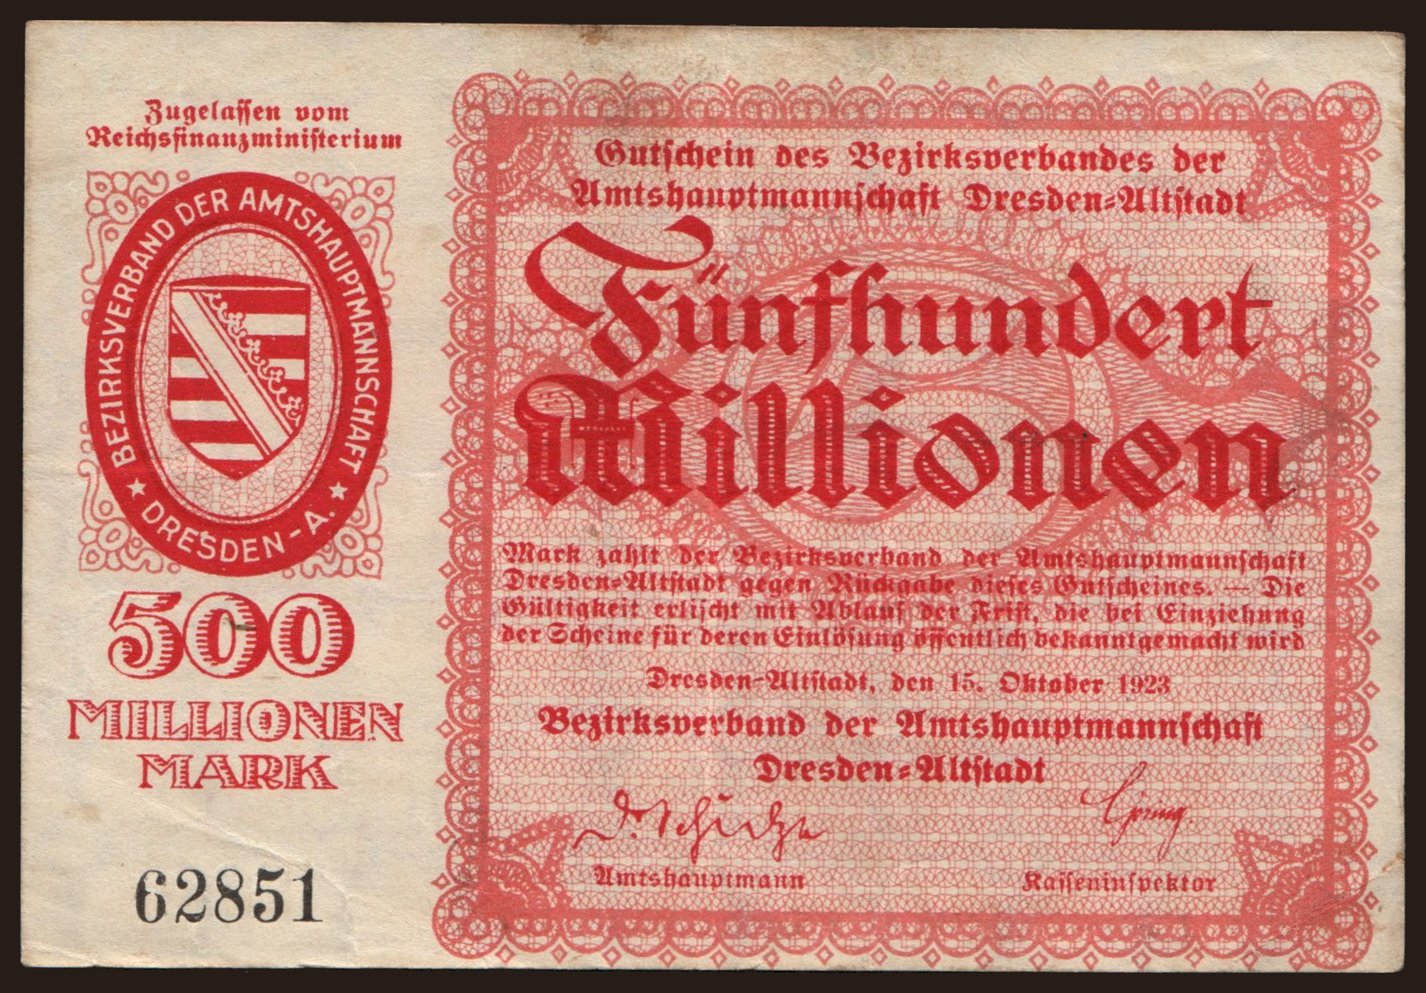 Zugelassen vom
Reichsfinanzministerium
BEZIRKSVERBAND DER AMTSHAUPTMANNSCHAFT
★ DRESDEN-A. ★
500
MILLIONEN
MARK
62851
Gutschein des Bezirksverbandes der
Amtshauptmannschaft Dresden-Altstadt
Fünfhundert
Millionen
Mark zahlt der Bezirksverband der Amtshauptmannschaft
Dresden-Altstadt gegen Rückgabe dieses Gutscheines. — Die
Gültigkeit erlischt mit Ablauf der Frist, die bei Einziehung
der Scheine für deren Einlösung öffentlich bekanntgemacht wird
Dresden-Altstadt, den 15. Oktober 1923
Bezirksverband der Amtshauptmannschaft
Dresden-Altstadt
Amtshauptmann
Kasseninspektor